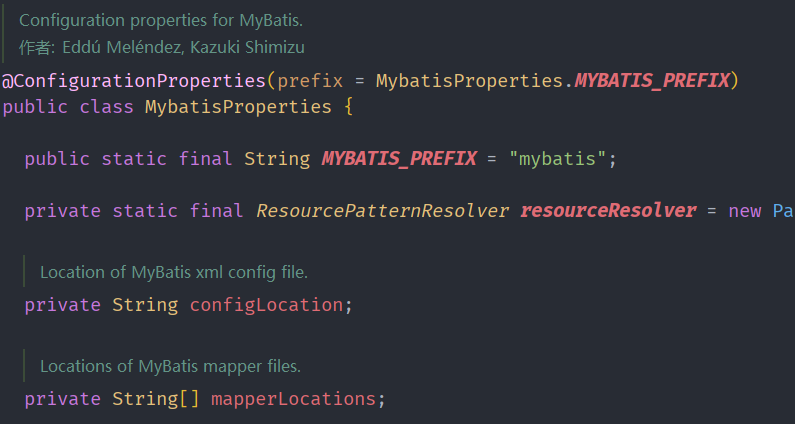 Configuration properties for MyBatis.
作者: Eddú Meléndez, Kazuki Shimizu
@ConfigurationProperties(prefix = MybatisProperties.MYBATIS_PREFIX)
public class MybatisProperties {
public static final String MYBATIS_PREFIX = "mybatis";
private static final ResourcePatternResolver resourceResolver = new Pa
Location of MyBatis xml config file.
private String configLocation;
Locations of MyBatis mapper files.
private String[] mapperLocations;